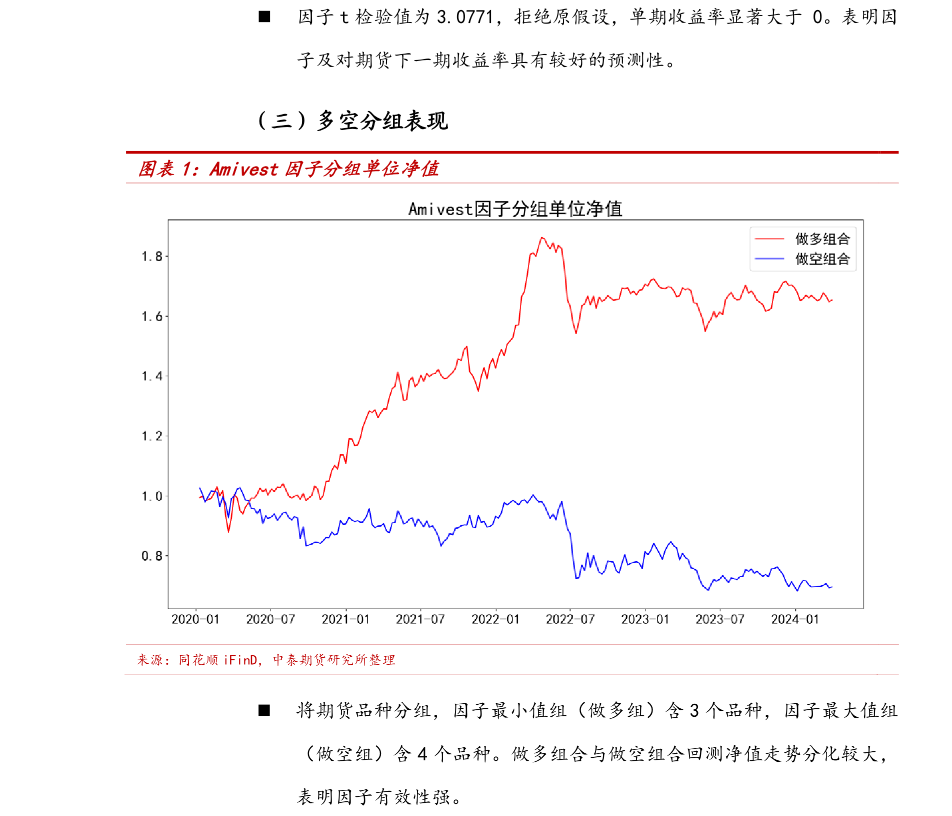 ■ 因子 t 检验值为 3.0771，拒绝原假设，单期收益率显著大于 0。表明因
子及对期货下一期收益率具有较好的预测性。
（三）多空分组表现
图表 1：Amivest 因子分组单位净值
Amivest因子分组单位净值
做多组合
做空组合
1.8
1.6
1.4
1.2
1.0
0.8
2020-01 2020-07 2021-01 2021-07 2022-01 2022-07 2023-01 2023-07 2024-01
来源：同花顺 iFinD，中泰期货研究所整理
■ 将期货品种分组，因子最小值组（做多组）含 3 个品种，因子最大值组
（做空组）含 4 个品种。做多组合与做空组合回测净值走势分化较大，
表明因子有效性强。